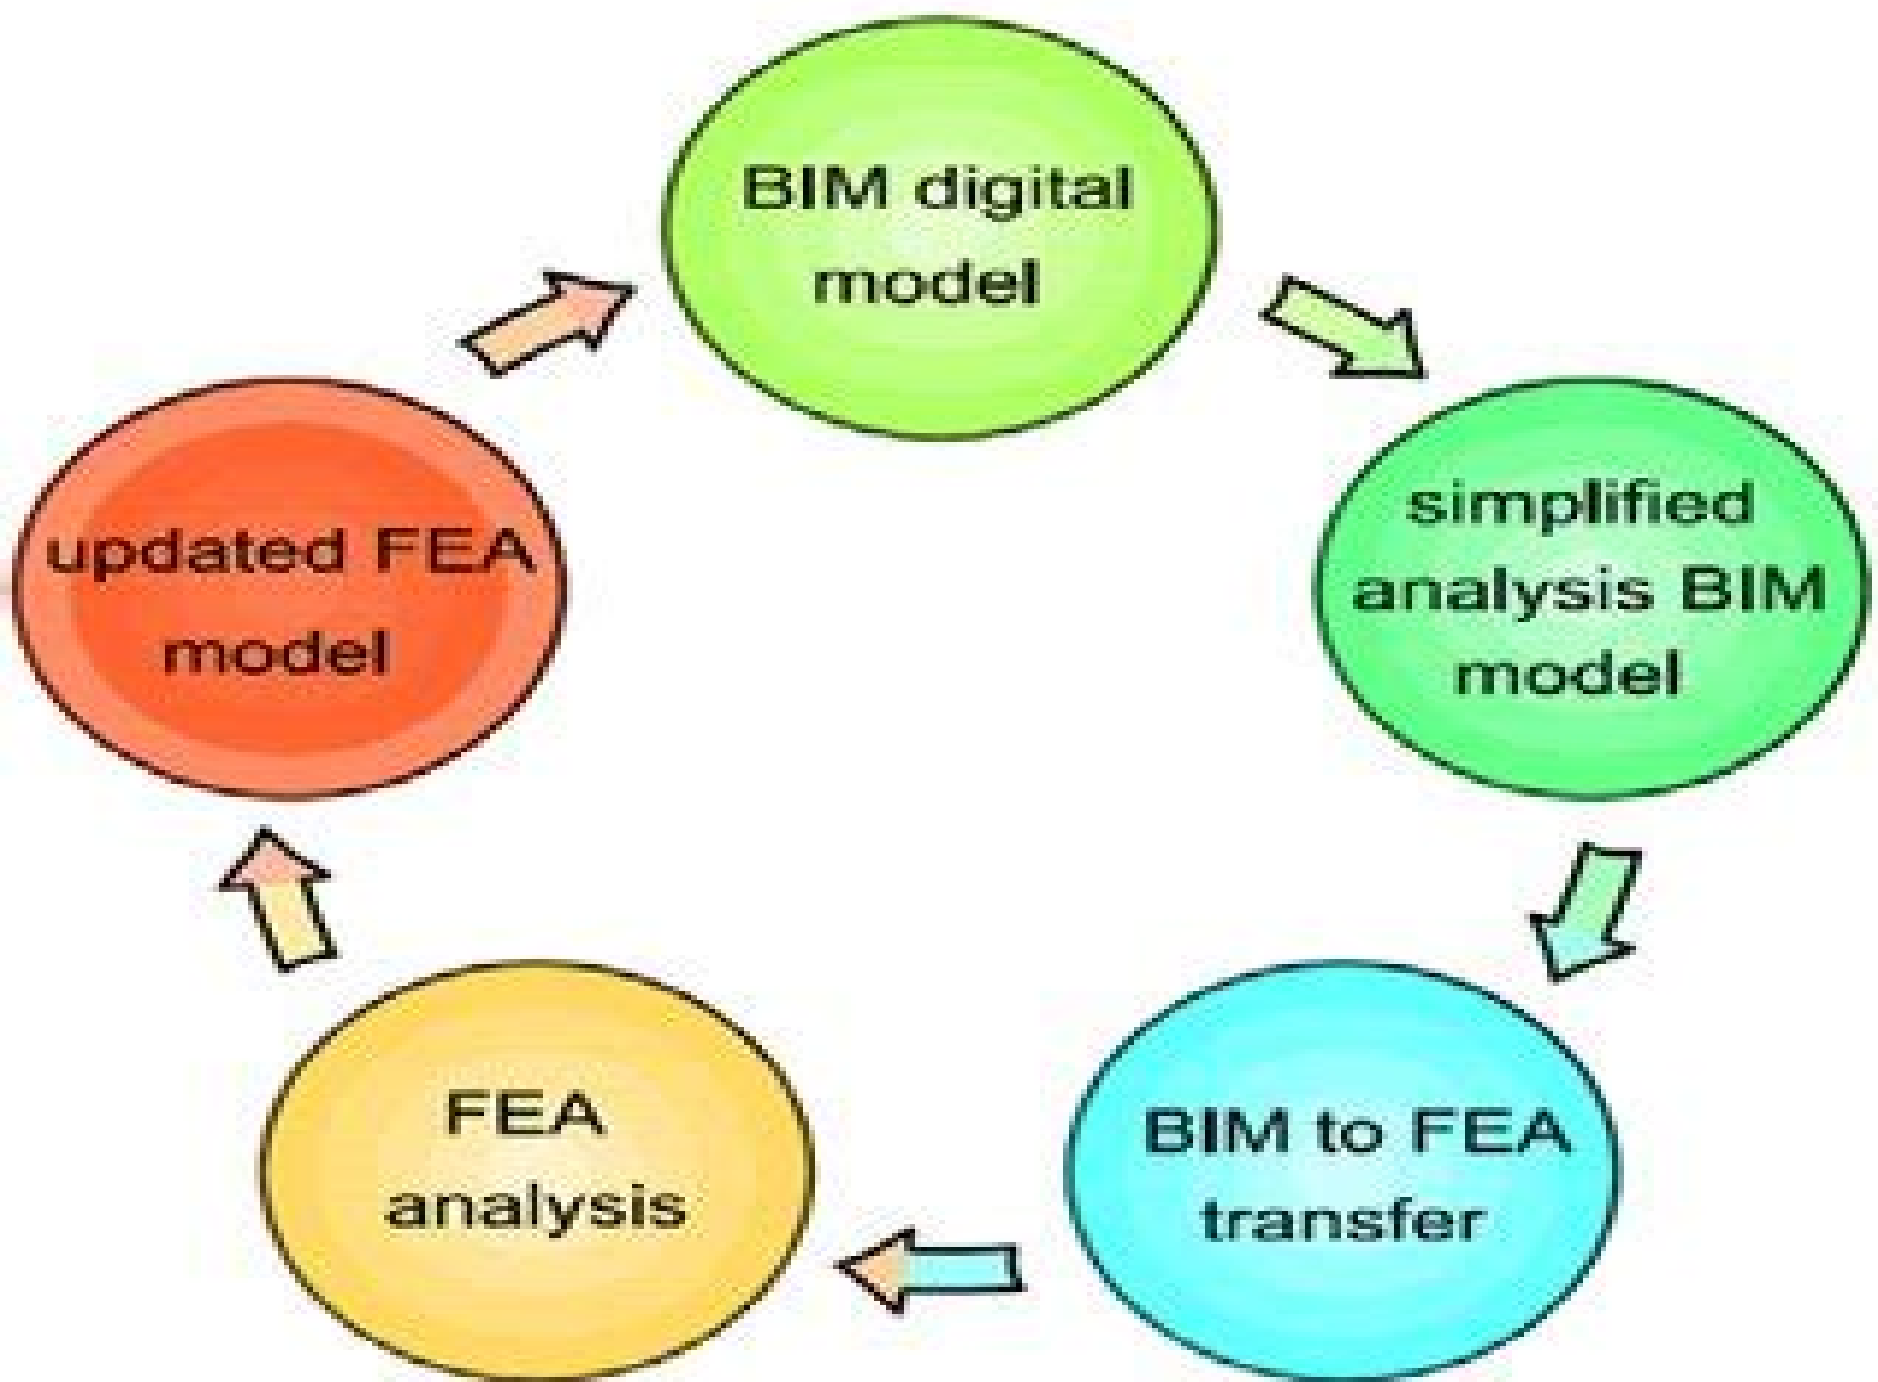 BIM digital
model
simplified
analysis BIM
model
BIM to FEA
transfer
FEA
analysis
updated FEA
model